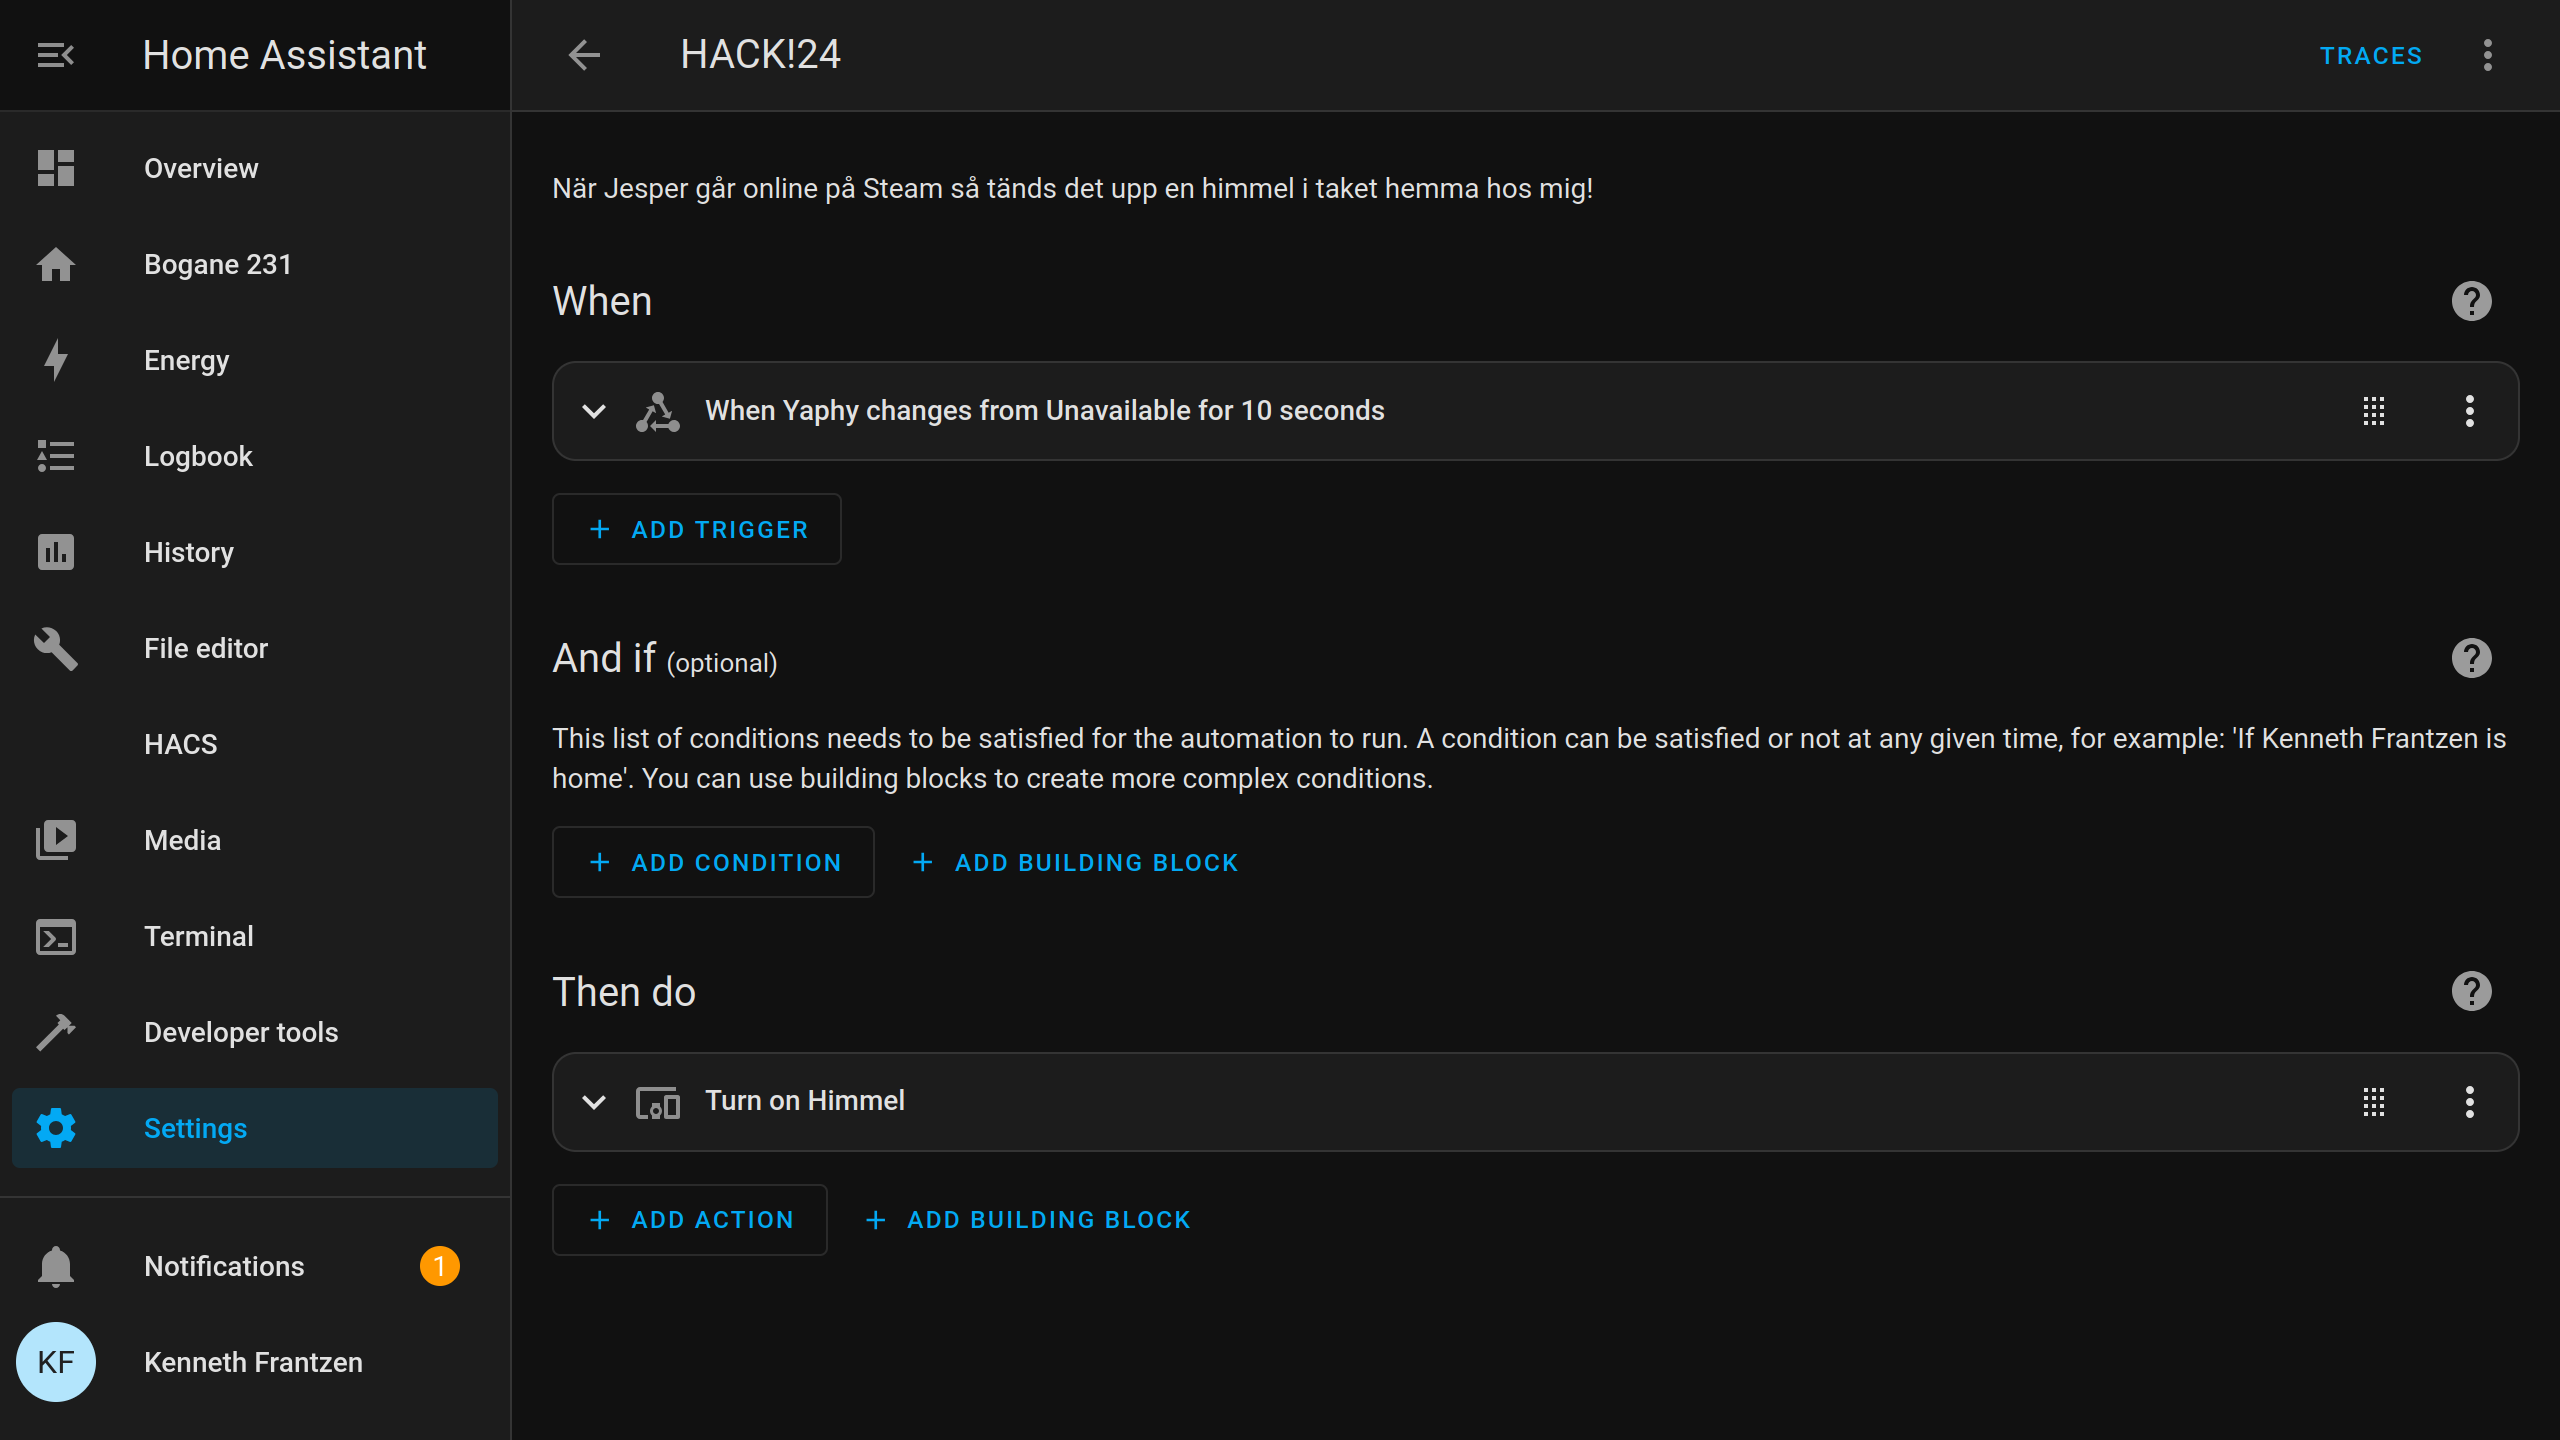 Home Assistant
Overview
Bogane 231
Energy
Logbook
History
File editor
HACS
Media
Terminal
Developer tools
Settings
Notifications
1
KF
Kenneth Frantzen
HACK!24
TRACES
När Jesper går online på Steam så tänds det upp en himmel i taket hemma hos mig!
When
When Yaphy changes from Unavailable for 10 seconds
+ ADD TRIGGER
And if (optional)
This list of conditions needs to be satisfied for the automation to run. A condition can be satisfied or not at any given time, for example: 'If Kenneth Frantzen is
home'. You can use building blocks to create more complex conditions.
+ ADD CONDITION + ADD BUILDING BLOCK
Then do
Turn on Himmel
+ ADD ACTION + ADD BUILDING BLOCK